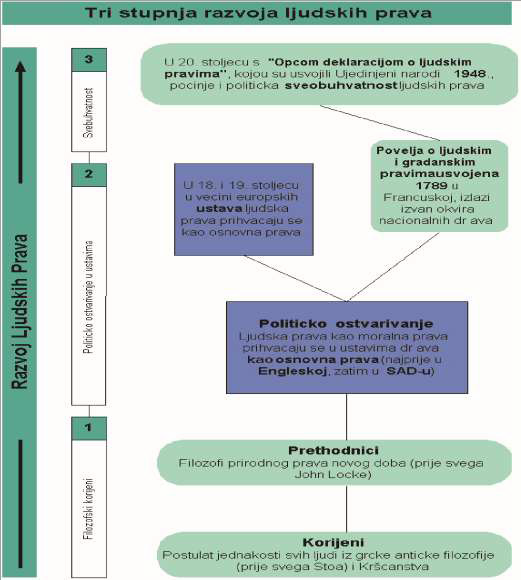 Tri stupnja razvoja ljudskih prava
3
Svebuhvatnost
U 20. stoljecu s "Opcom deklaracijom o ljudskim
pravima", kojou su usvojili Ujedinjeni narodi 1948.,
pocinje i politicka sveobuhvatnostljudskih prava
2
Politicko ostvarivanje u ustavima
U 18. i 19. stoljecu
u vecini europskih
ustava ljudska
prava prihvacaju se
kao osnovna prava
Povelja o ljudskim
i gradanskim
pravimausvojena
1789 u
Francuskoj, izlazi
izvan okvira
nacionalnih dr ava
Razvoj Ljudskih Prava
Politicko ostvarivanje
Ljudska prava kao moralna prava
prihvacaju se u ustavima dr ava
kao osnovna prava (najprije u
Engleskoj, zatim u SAD-u)
1
Filozofski korijeni
Prethodnici
Filozofi prirodnog prava novog doba (prije svega
John Locke)
Korijeni
Postulat jednakosti svih ljudi iz grcke anticke filozofije
(prije svega Stoa) i Kršcanstva